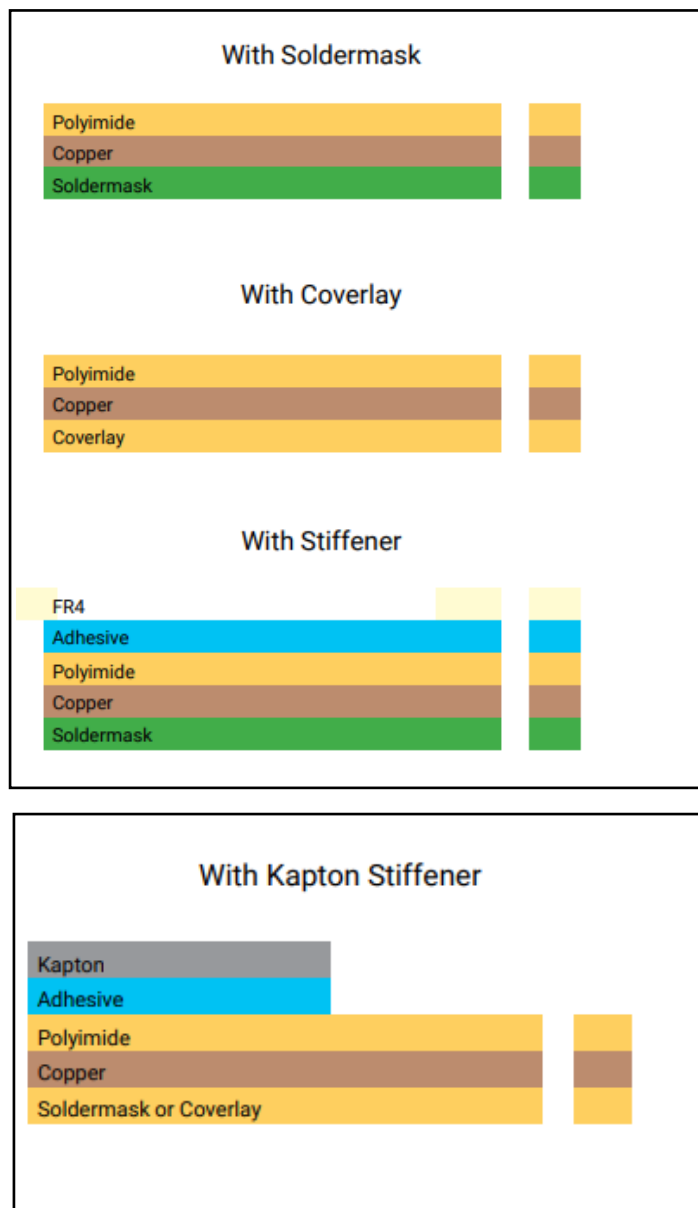 With Soldermask
Polyimide
Copper
Soldermask
With Coverlay
Polyimide
Copper
Coverlay
With Stiffener
FR4
Adhesive
Polyimide
Copper
Soldermask
With Kapton Stiffener
Kapton
Adhesive
Polyimide
Copper
Soldermask or Coverlay